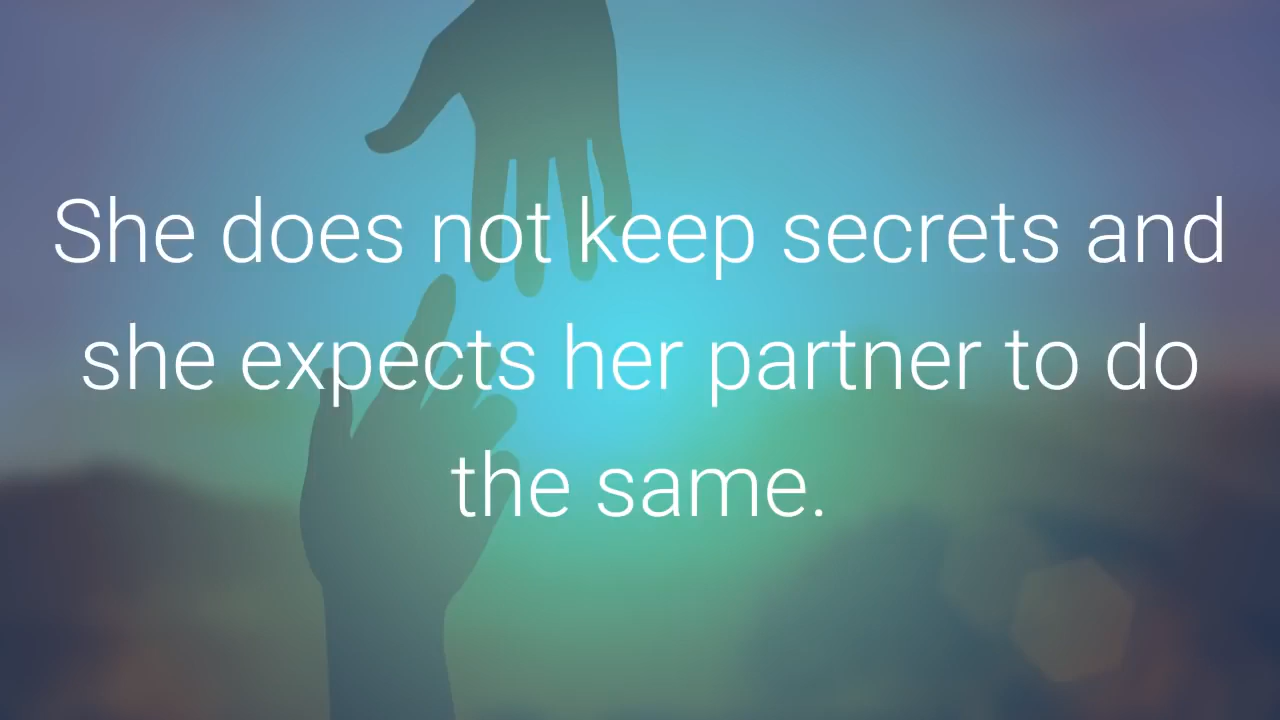 She does not keep secrets and
she expects her partner to do
the same.